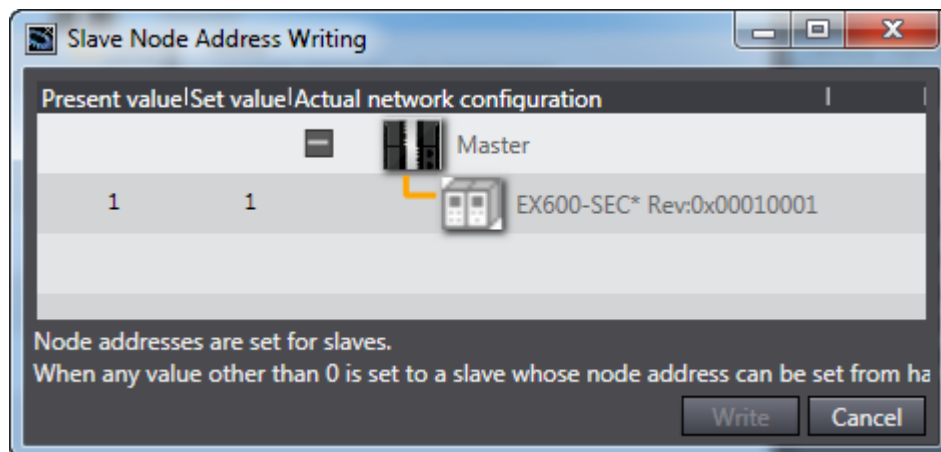 Slave Node Address Writing
Present value Set value Actual network configuration
Master
1 1 EX600-SEC* Rev:0x00010001
Node addresses are set for slaves.
When any value other than 0 is set to a slave whose node address can be set from ha
Write Cancel